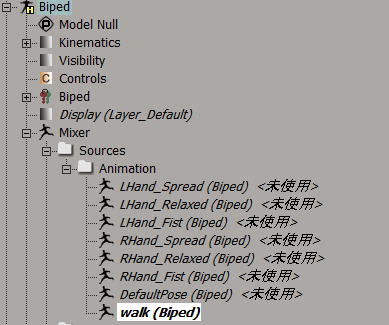 Biped
Model Null
Kinematics
Visibility
Controls
Biped
Display (Layer_Default)
Mixer
Sources
Animation
LHand_Spread (Biped) <未使用>
LHand_Relaxed (Biped) <未使用>
LHand_Fist (Biped) <未使用>
RHand_Spread (Biped) <未使用>
RHand_Relaxed (Biped) <未使用>
RHand_Fist (Biped) <未使用>
DefaultPose (Biped) <未使用>
walk (Biped)